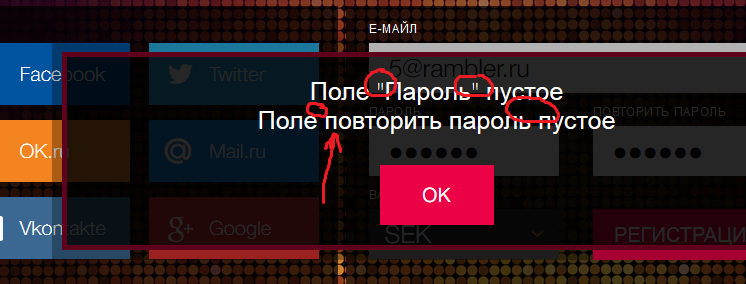 Е-МАЙЛ
Facebook
Twitter
5@rambler.ru
Поле "Пароль" пустое
ПАРОЛЬ
ПОВТОРИТЬ ПАРОЛЬ
Поле повторить пароль пустое
OK.ru
Mail.ru
OK
Vkontakte
Google
SEK
РЕГИСТРАЦИ